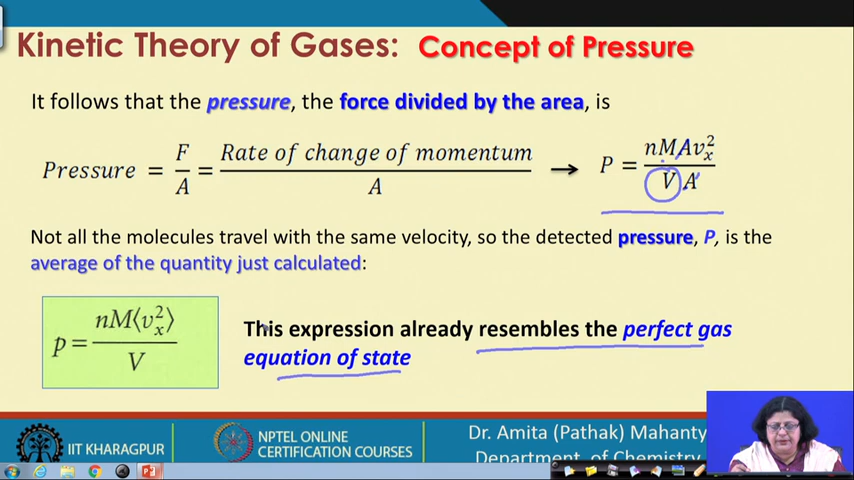 Kinetic Theory of Gases: Concept of Pressure
It follows that the pressure, the force divided by the area, is
Pressure = F/A = Rate of change of momentum/A → P = nMAv_x^2/VA
Not all the molecules travel with the same velocity, so the detected pressure, P, is the
average of the quantity just calculated:
p = nM⟨v_x^2⟩/V
This expression already resembles the perfect gas
equation of state
IIT KHARAGPUR
NPTEL ONLINE
CERTIFICATION COURSES
Dr. Amita (Pathak) Mahanty
Department of Chemistry